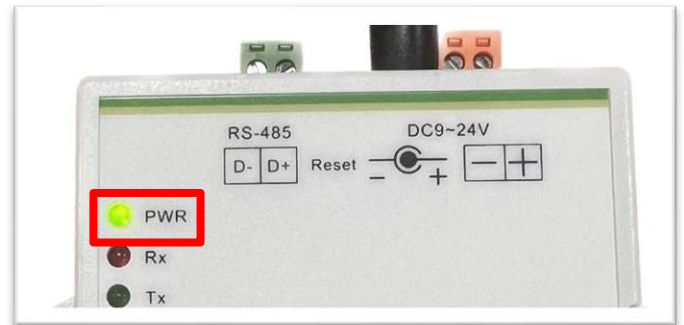 RS-485
DC9~24V
D- D+
Reset
- +
- +
PWR
Rx
Tx